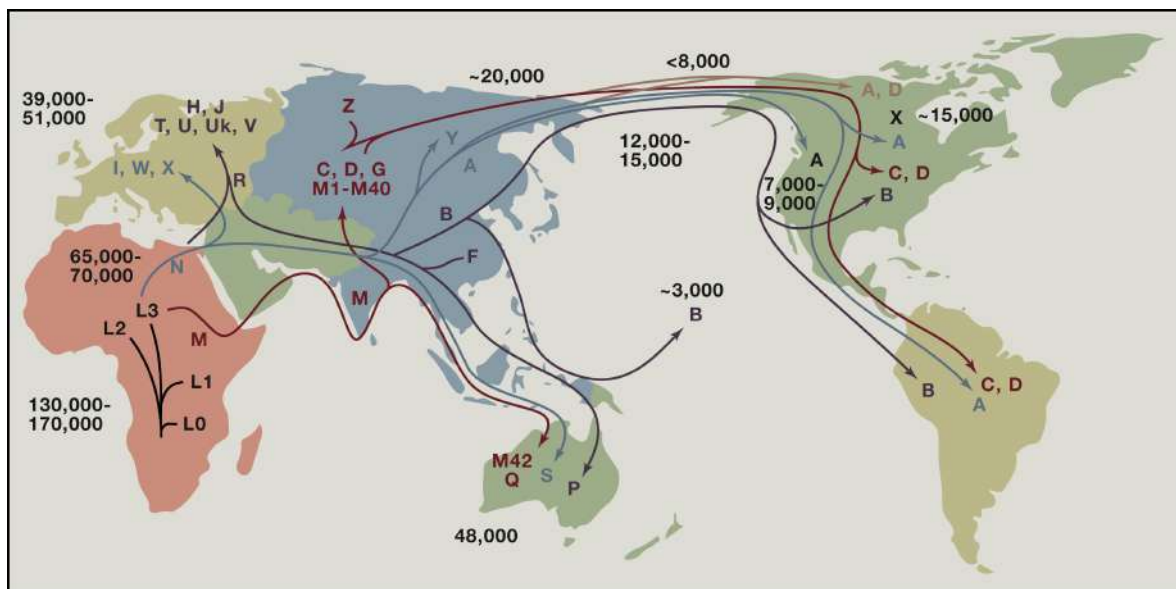 <8,000
~20,000
39,000-
51,000
H, J
T, U, Uk, V
Z
A, D
X
~15,000
Y
A
A
I, W, X
R
C, D, G
M1-M40
12,000-
15,000
A
C, D
7,000-
9,000
B
B
65,000-
70,000
N
F
L3
M
~3,000
B
L2
M
L1
B
C, D
A
130,000-
170,000
L0
M42
Q
S
P
48,000